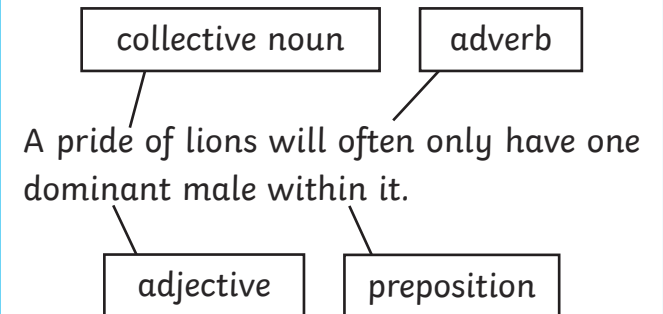 collective noun
adverb
A pride of lions will often only have one
dominant male within it.
adjective
preposition